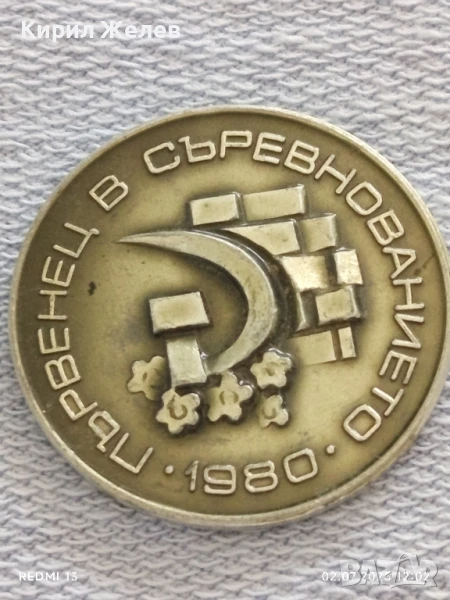 Кирил Желев
ПЪРВЕНЕЦ В СЪРЕВНОВАНИЕТО
· 1980 ·
REDMI 13